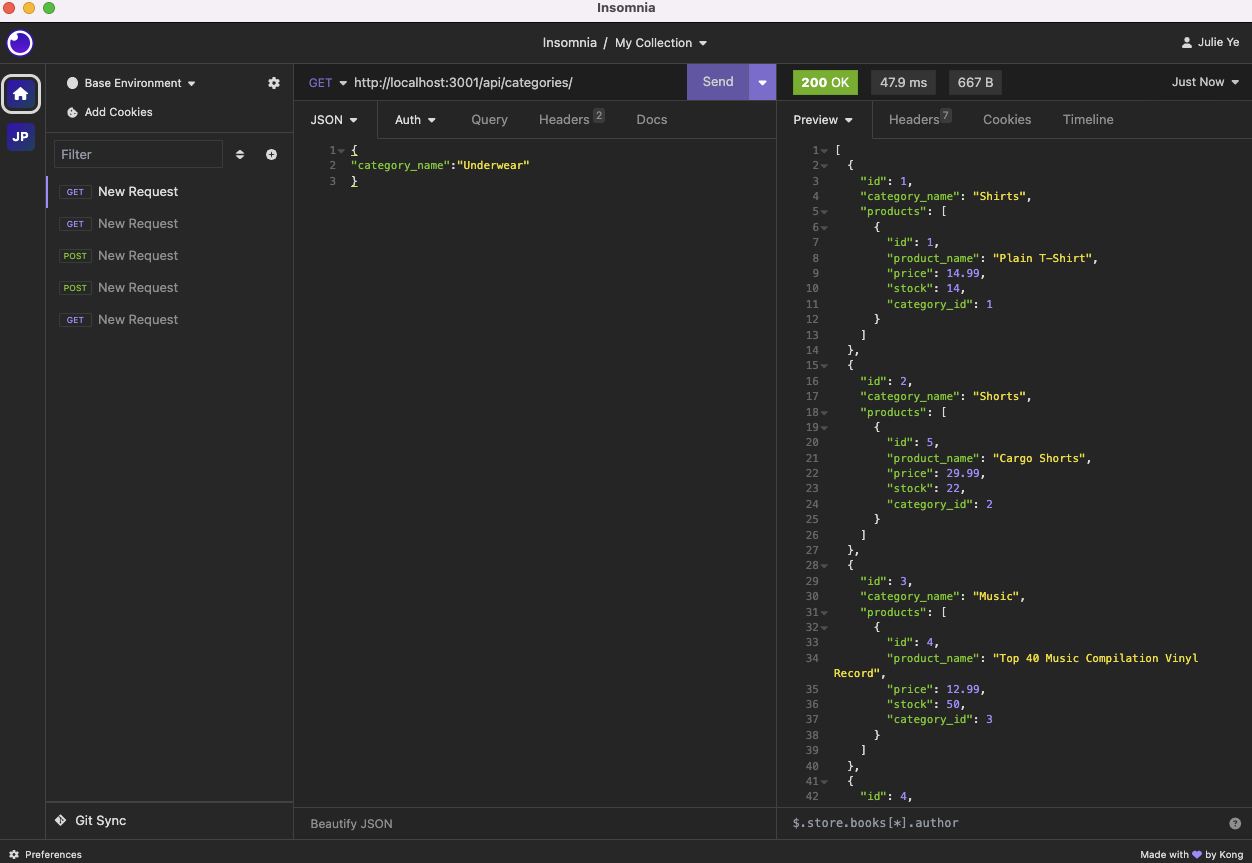 Insomnia
Insomnia / My Collection
Julie Ye
Base Environment
Add Cookies
GET http://localhost:3001/api/categories/ Send
200 OK 47.9 ms 667 B Just Now
JP
Filter
GET New Request
GET New Request
POST New Request
POST New Request
GET New Request
Git Sync
JSON Auth Query Headers 2 Docs
1 {
2 "category_name":"Underwear"
3 }
Beautify JSON
Preview Headers 7 Cookies Timeline
1 [
2 {
3 "id": 1,
4 "category_name": "Shirts",
5 "products": [
6 {
7 "id": 1,
8 "product_name": "Plain T-Shirt",
9 "price": 14.99,
10 "stock": 14,
11 "category_id": 1
12 }
13 ]
14 },
15 {
16 "id": 2,
17 "category_name": "Shorts",
18 "products": [
19 {
20 "id": 5,
21 "product_name": "Cargo Shorts",
22 "price": 29.99,
23 "stock": 22,
24 "category_id": 2
25 }
26 ]
27 },
28 {
29 "id": 3,
30 "category_name": "Music",
31 "products": [
32 {
33 "id": 4,
34 "product_name": "Top 40 Music Compilation Vinyl
Record",
35 "price": 12.99,
36 "stock": 50,
37 "category_id": 3
38 }
39 ]
40 },
41 {
42 "id": 4,
$.store.books[*].author ?
Preferences
Made with by Kong